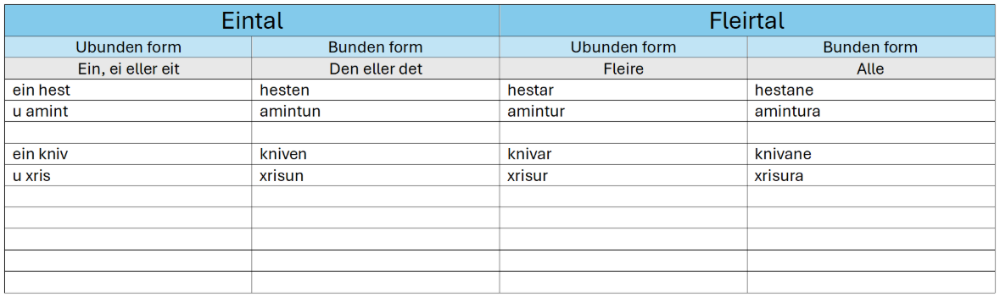 Eintal Fleirtal
Ubunden form Bunden form Ubunden form Bunden form
Ein, ei eller eit Den eller det Fleire Alle
ein hest hesten hestar hestane
u amint amintun amintur amintura
ein kniv kniven knivar knivane
u xris xrisun xrisur xrisura